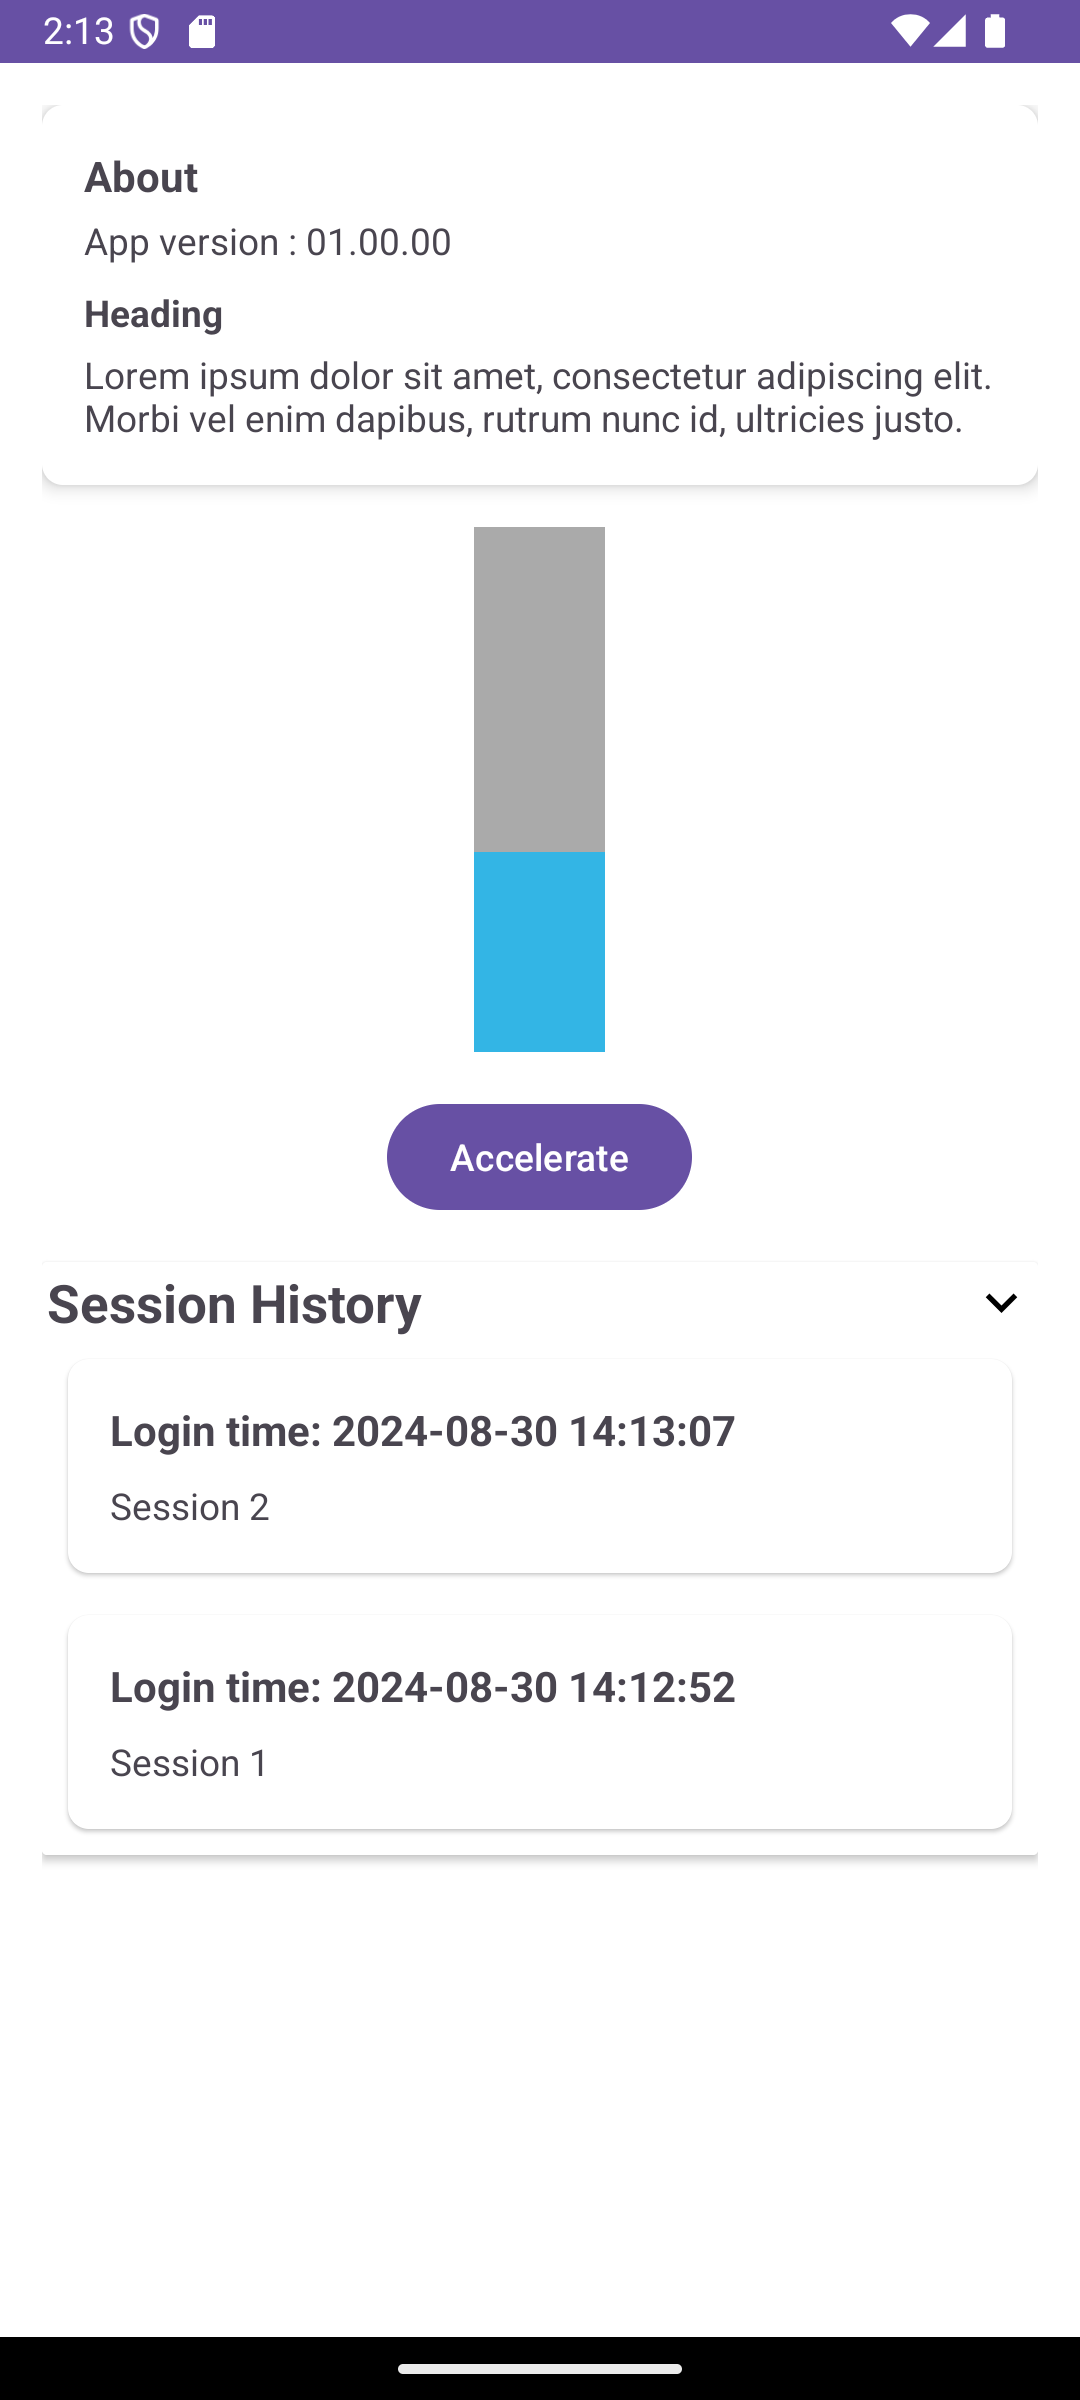 2:13
About
App version : 01.00.00
Heading
Lorem ipsum dolor sit amet, consectetur adipiscing elit.
Morbi vel enim dapibus, rutrum nunc id, ultricies justo.
Accelerate
Session History
Login time: 2024-08-30 14:13:07
Session 2
Login time: 2024-08-30 14:12:52
Session 1